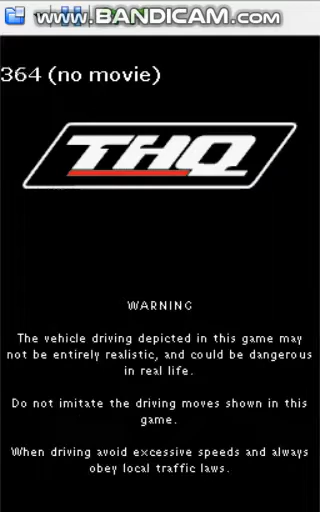 www.BANDICAM.com
364 (no movie)
THQ
WARNING
The vehicle driving depicted in this game may
not be entirely realistic, and could be dangerous
in real life.
Do not imitate the driving moves shown in this
game.
When driving avoid excessive speeds and always
obey local traffic laws.